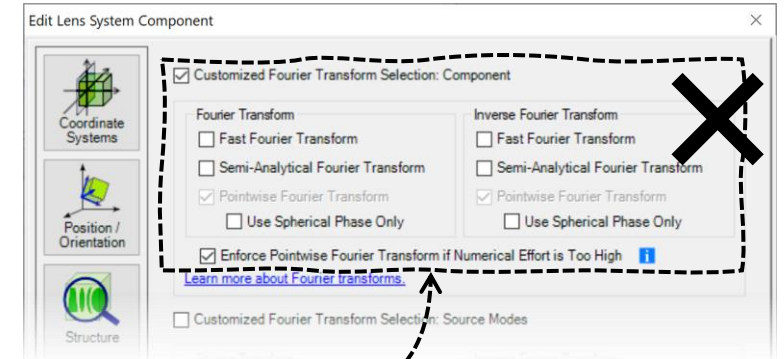 Edit Lens System Component
Customized Fourier Transform Selection: Component
Coordinate
Systems
Fourier Transform
Inverse Fourier Transform
Fast Fourier Transform
Fast Fourier Transform
Semi-Analytical Fourier Transform
Semi-Analytical Fourier Transform
Pointwise Fourier Transform
Pointwise Fourier Transform
Use Spherical Phase Only
Use Spherical Phase Only
Position /
Orientation
Enforce Pointwise Fourier Transform if Numerical Effort is Too High
Learn more about Fourier transforms.
Structure
Customized Fourier Transform Selection: Source Modes